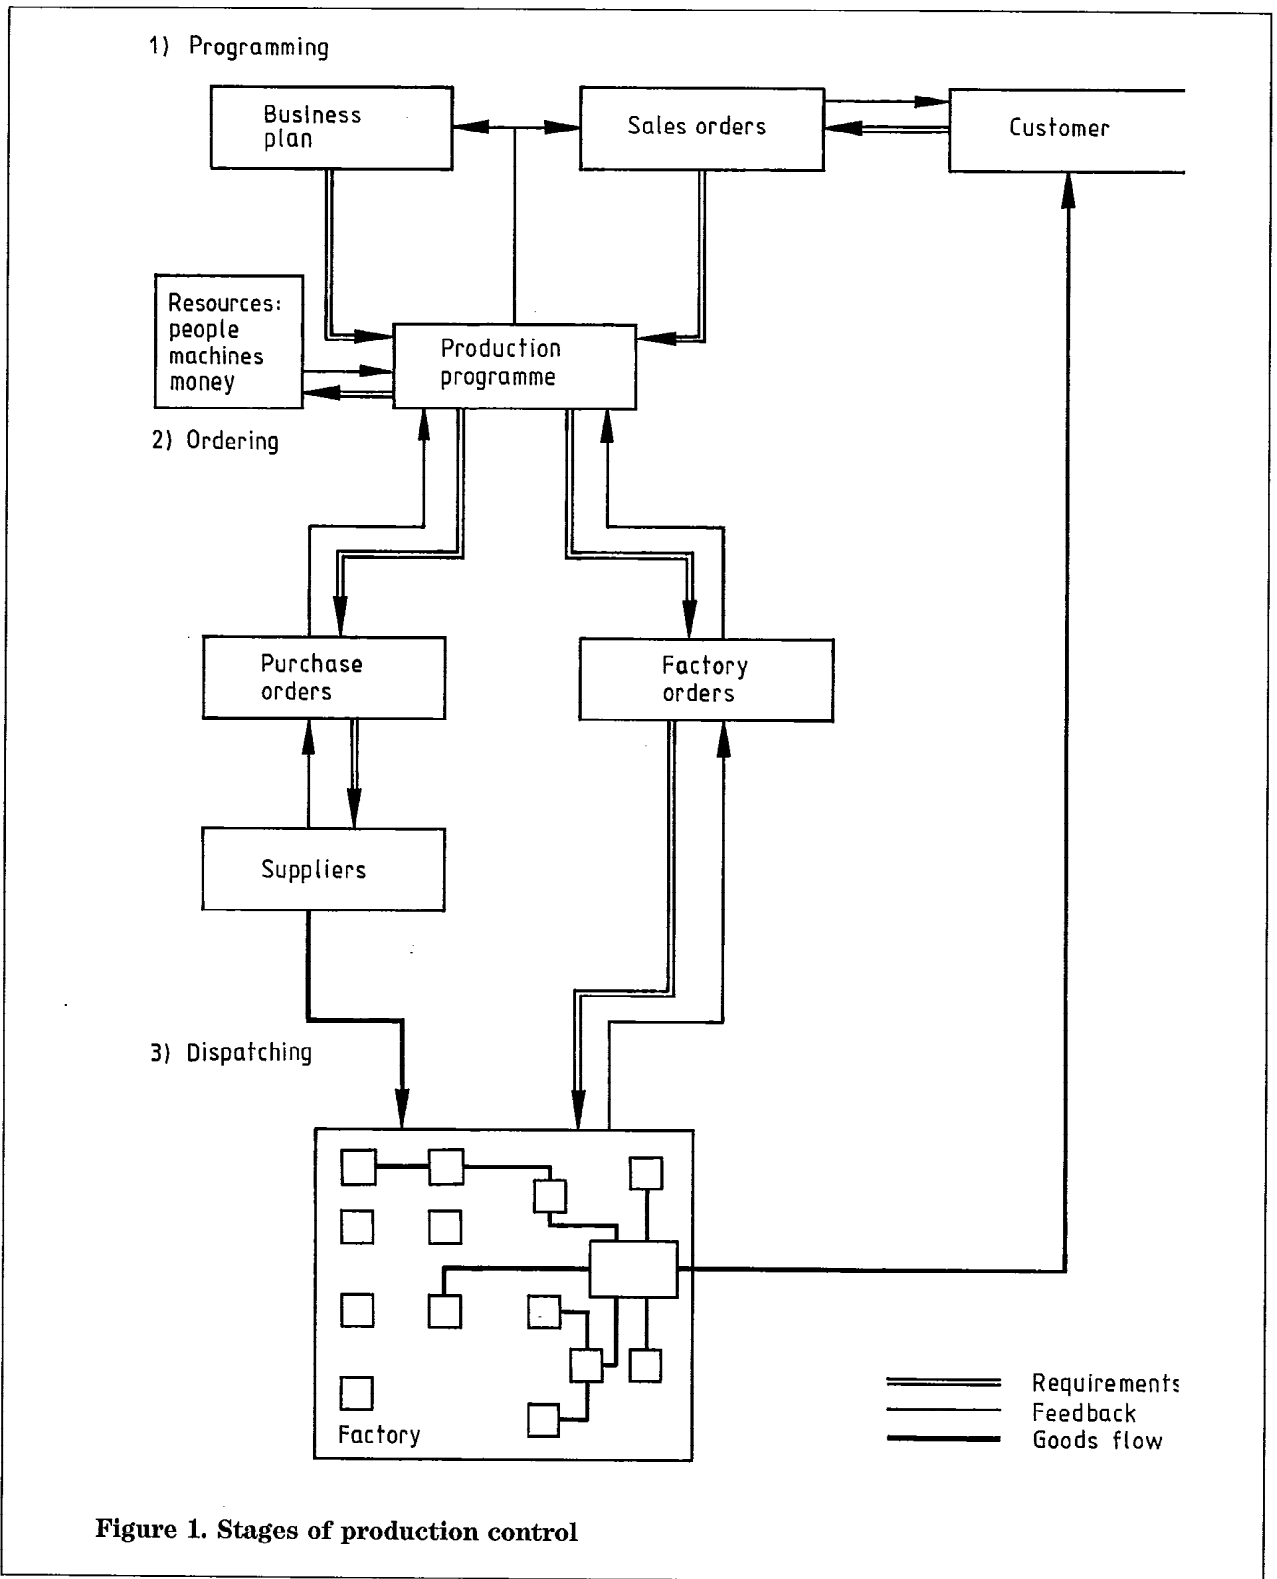 1) Programming
Business
plan
Sales orders
Customer
Resources:
people
machines
money
Production
programme
2) Ordering
Purchase
orders
Factory
orders
Suppliers
3) Dispatching
Factory
Requirements
Feedback
Goods flow
Figure 1. Stages of production control